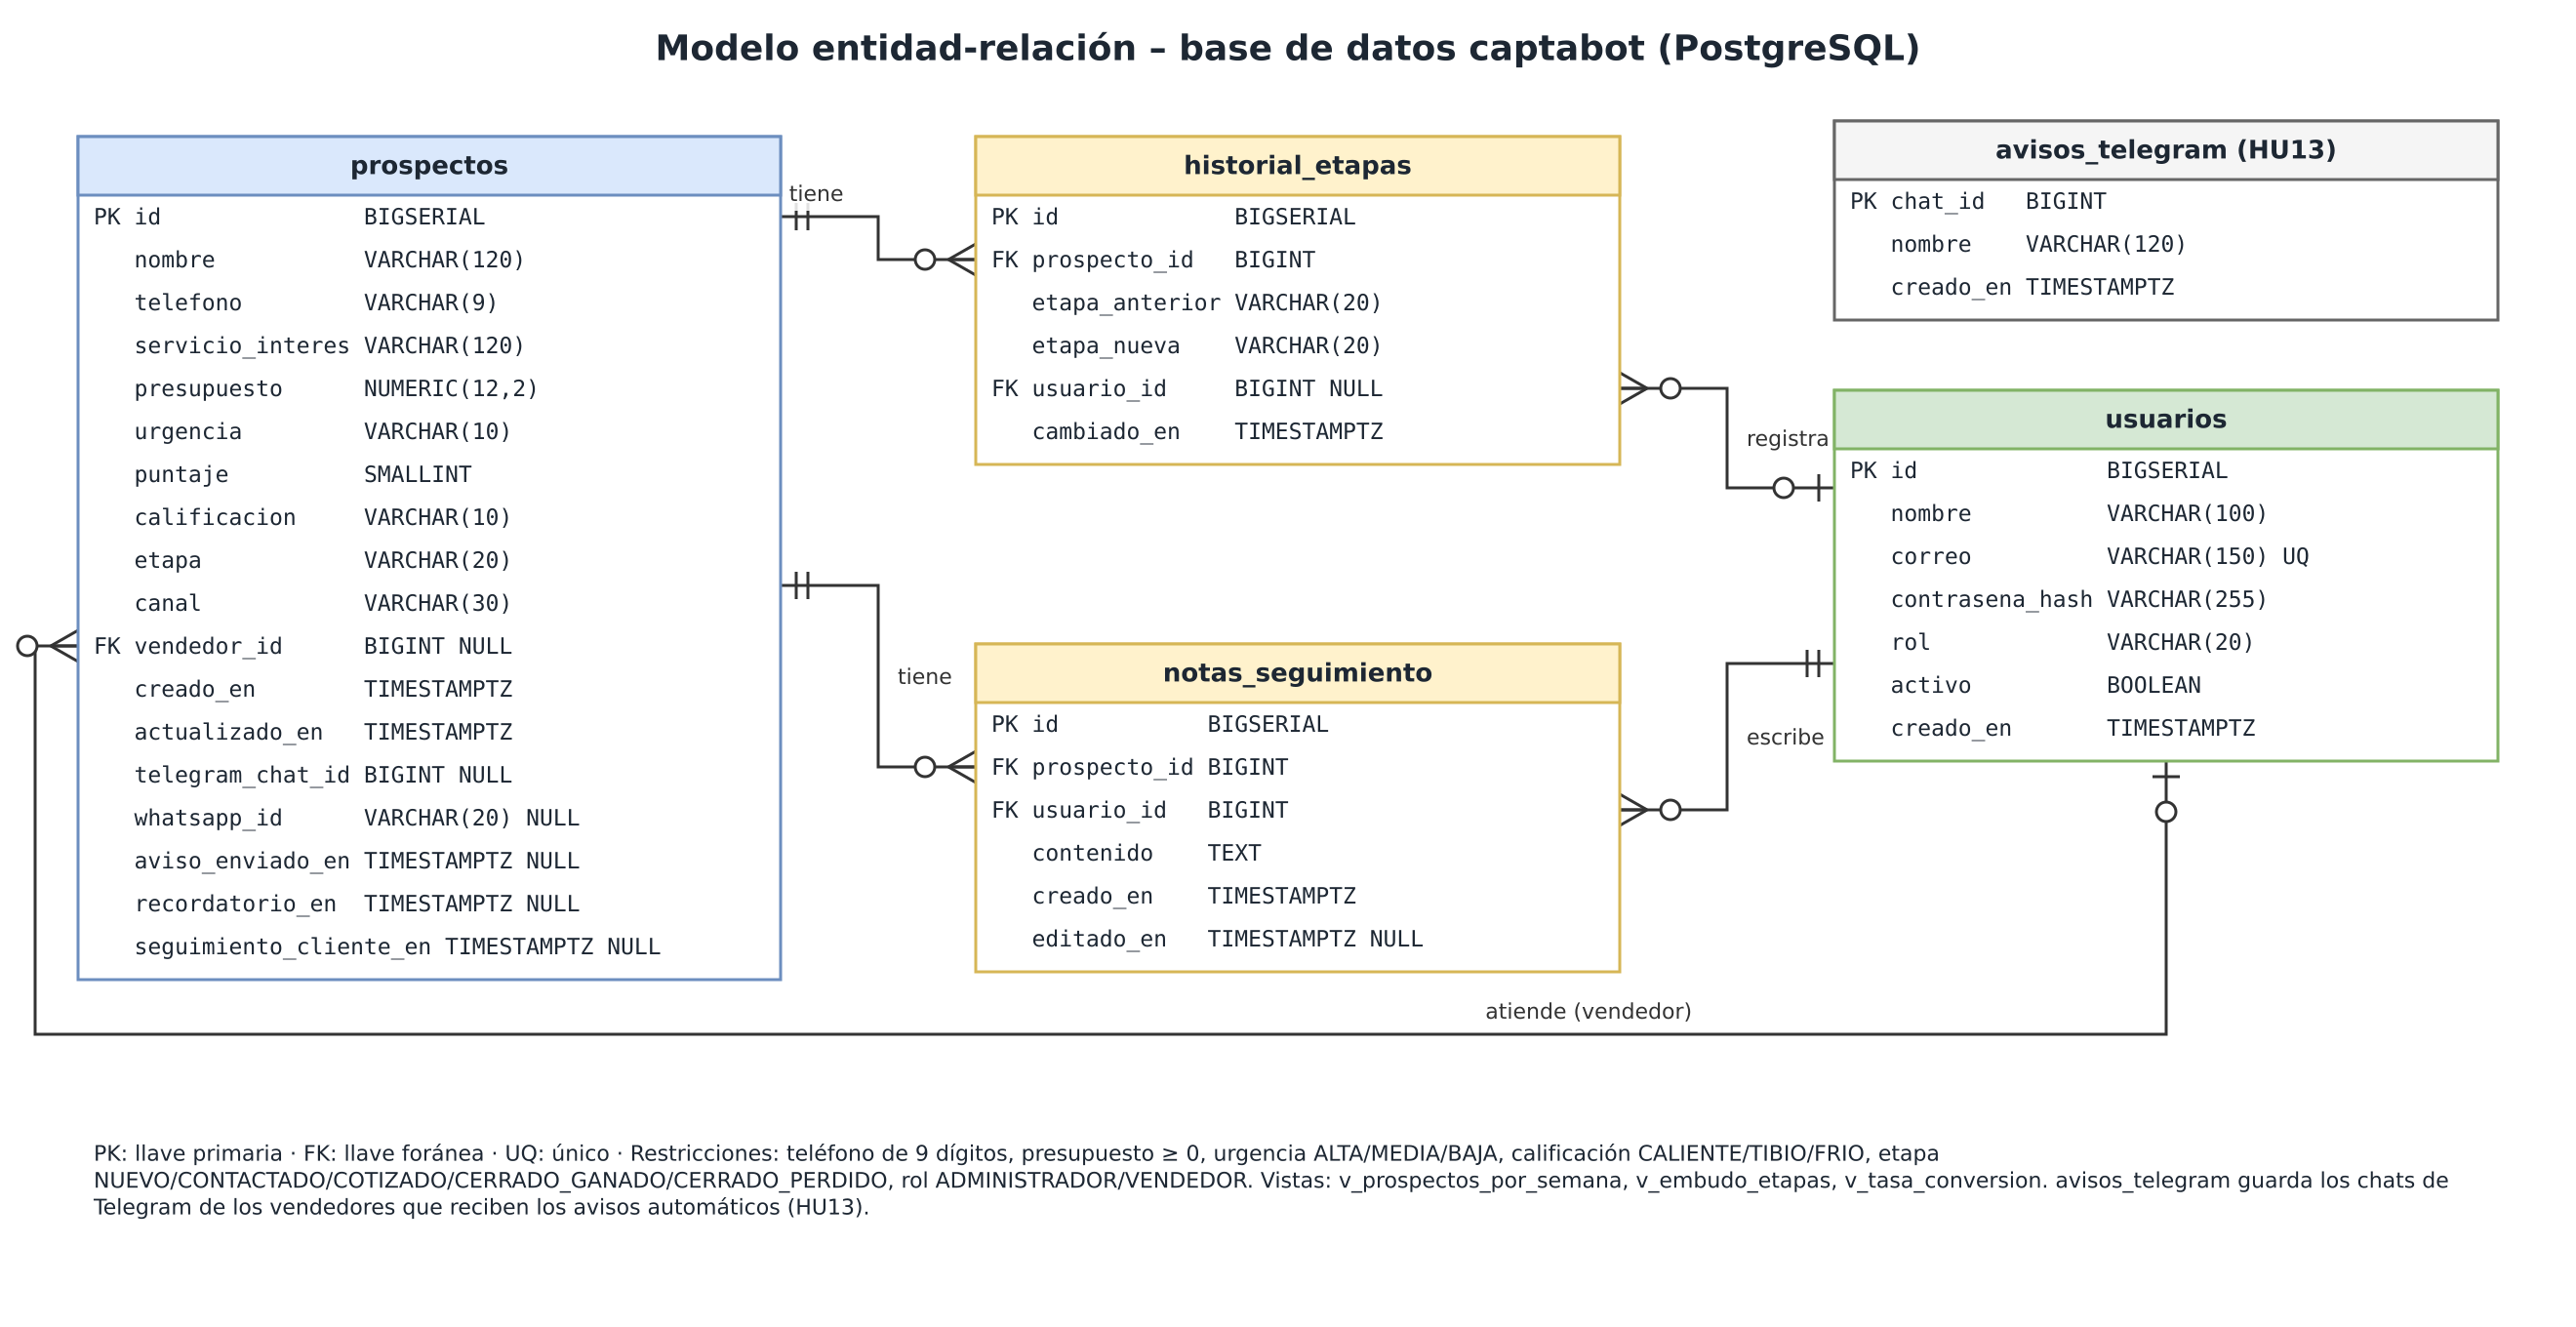 Modelo entidad-relación – base de datos captabot (PostgreSQL)
prospectos
PK id BIGSERIAL
nombre VARCHAR(120)
telefono VARCHAR(9)
servicio_interes VARCHAR(120)
presupuesto NUMERIC(12,2)
urgencia VARCHAR(10)
puntaje SMALLINT
calificacion VARCHAR(10)
etapa VARCHAR(20)
canal VARCHAR(30)
FK vendedor_id BIGINT NULL
creado_en TIMESTAMPTZ
actualizado_en TIMESTAMPTZ
telegram_chat_id BIGINT NULL
whatsapp_id VARCHAR(20) NULL
aviso_enviado_en TIMESTAMPTZ NULL
recordatorio_en TIMESTAMPTZ NULL
seguimiento_cliente_en TIMESTAMPTZ NULL
tiene
historial_etapas
PK id BIGSERIAL
FK prospecto_id BIGINT
etapa_anterior VARCHAR(20)
etapa_nueva VARCHAR(20)
FK usuario_id BIGINT NULL
cambiado_en TIMESTAMPTZ
tiene
notas_seguimiento
PK id BIGSERIAL
FK prospecto_id BIGINT
FK usuario_id BIGINT
contenido TEXT
creado_en TIMESTAMPTZ
editado_en TIMESTAMPTZ NULL
avisos_telegram (HU13)
PK chat_id BIGINT
nombre VARCHAR(120)
creado_en TIMESTAMPTZ
registra
usuarios
PK id BIGSERIAL
nombre VARCHAR(100)
correo VARCHAR(150) UQ
contrasena_hash VARCHAR(255)
rol VARCHAR(20)
activo BOOLEAN
creado_en TIMESTAMPTZ
escribe
atiende (vendedor)
PK: llave primaria · FK: llave foránea · UQ: único · Restricciones: teléfono de 9 dígitos, presupuesto ≥ 0, urgencia ALTA/MEDIA/BAJA, calificación CALIENTE/TIBIO/FRIO, etapa
NUEVO/CONTACTADO/COTIZADO/CERRADO_GANADO/CERRADO_PERDIDO, rol ADMINISTRADOR/VENDEDOR. Vistas: v_prospectos_por_semana, v_embudo_etapas, v_tasa_conversion. avisos_telegram guarda los chats de
Telegram de los vendedores que reciben los avisos automáticos (HU13).